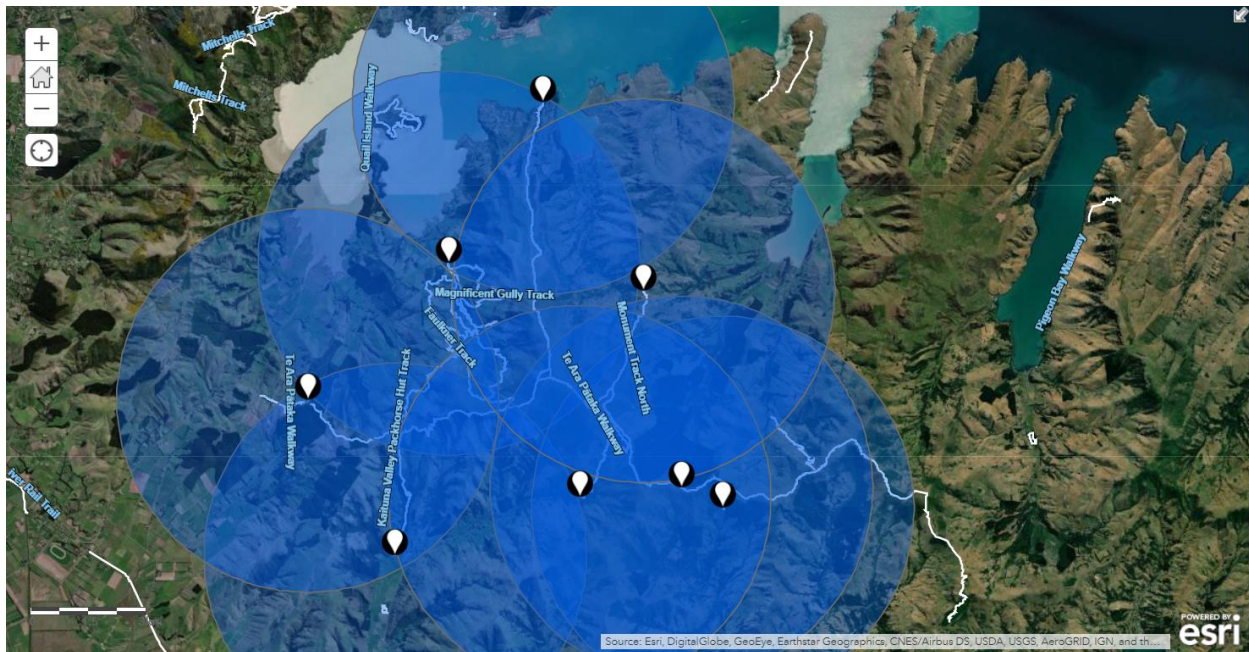 Mitchells Track
Mitchells Track
Quail Island Walkway
Magnificent Gully Track
Faulkner Track
Monument Track North
Te Ara Pātaka Walkway
Te Ara Pātaka Walkway
Kaituna Valley Packhorse Hut Track
Pigeon Bay Walkway
iver Rail Trail
Source: Esri, DigitalGlobe, GeoEye, Earthstar Geographics, CNES/Airbus DS, USDA, USGS, AeroGRID, IGN, and th...
POWERED BY
esri